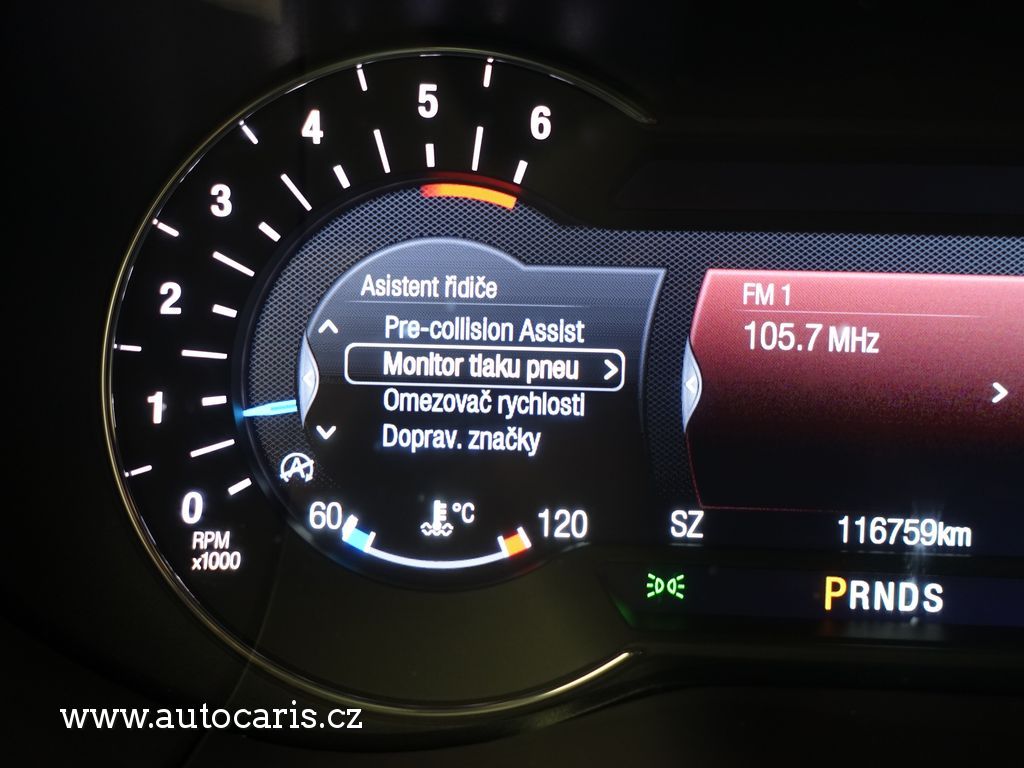 6
5
4
3
2
1
0
RPM
x1000
Asistent řidiče
Pre-collision Assist
Monitor tlaku pneu
Omezovač rychlosti
Doprav. značky
60 °C 120
FM 1
105.7 MHz
SZ 116759km
PRNDS
www.autocaris.cz